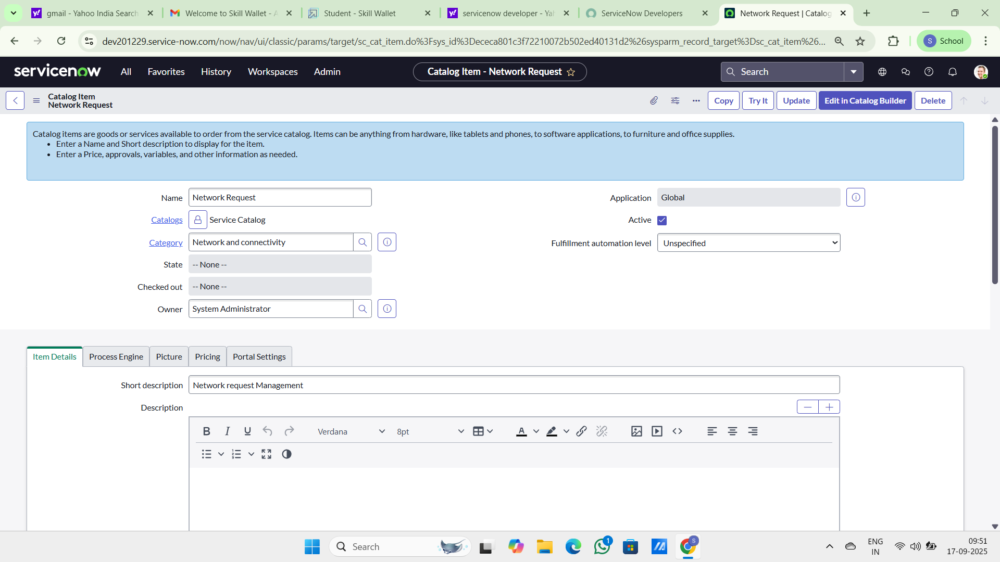 gmail - Yahoo India Search
Welcome to Skill Wallet - A
Student - Skill Wallet
servicenow developer - Yah
ServiceNow Developers
Network Request | Catalog
dev201229.service-now.com/now/nav/ui/classic/params/target/sc_cat_item.do%3Fsys_id%3Dececa801c3f72210072b502ed40131d2%26sysparm_record_target%3Dsc_cat_item%26...
S School
servicenow
All
Favorites
History
Workspaces
Admin
Catalog Item - Network Request
Search
Catalog Item
Network Request
Copy
Try It
Update
Edit in Catalog Builder
Delete
Catalog items are goods or services available to order from the service catalog. Items can be anything from hardware, like tablets and phones, to software applications, to furniture and office supplies.
• Enter a Name and Short description to display for the item.
• Enter a Price, approvals, variables, and other information as needed.
Name Network Request
Application Global
Catalogs Service Catalog
Active
Category Network and connectivity
Fulfillment automation level Unspecified
State -- None --
Checked out -- None --
Owner System Administrator
Item Details
Process Engine
Picture
Pricing
Portal Settings
Short description Network request Management
Description
B I U Verdana 8pt A
Search
1
S
ENG
IN
09:51
17-09-2025